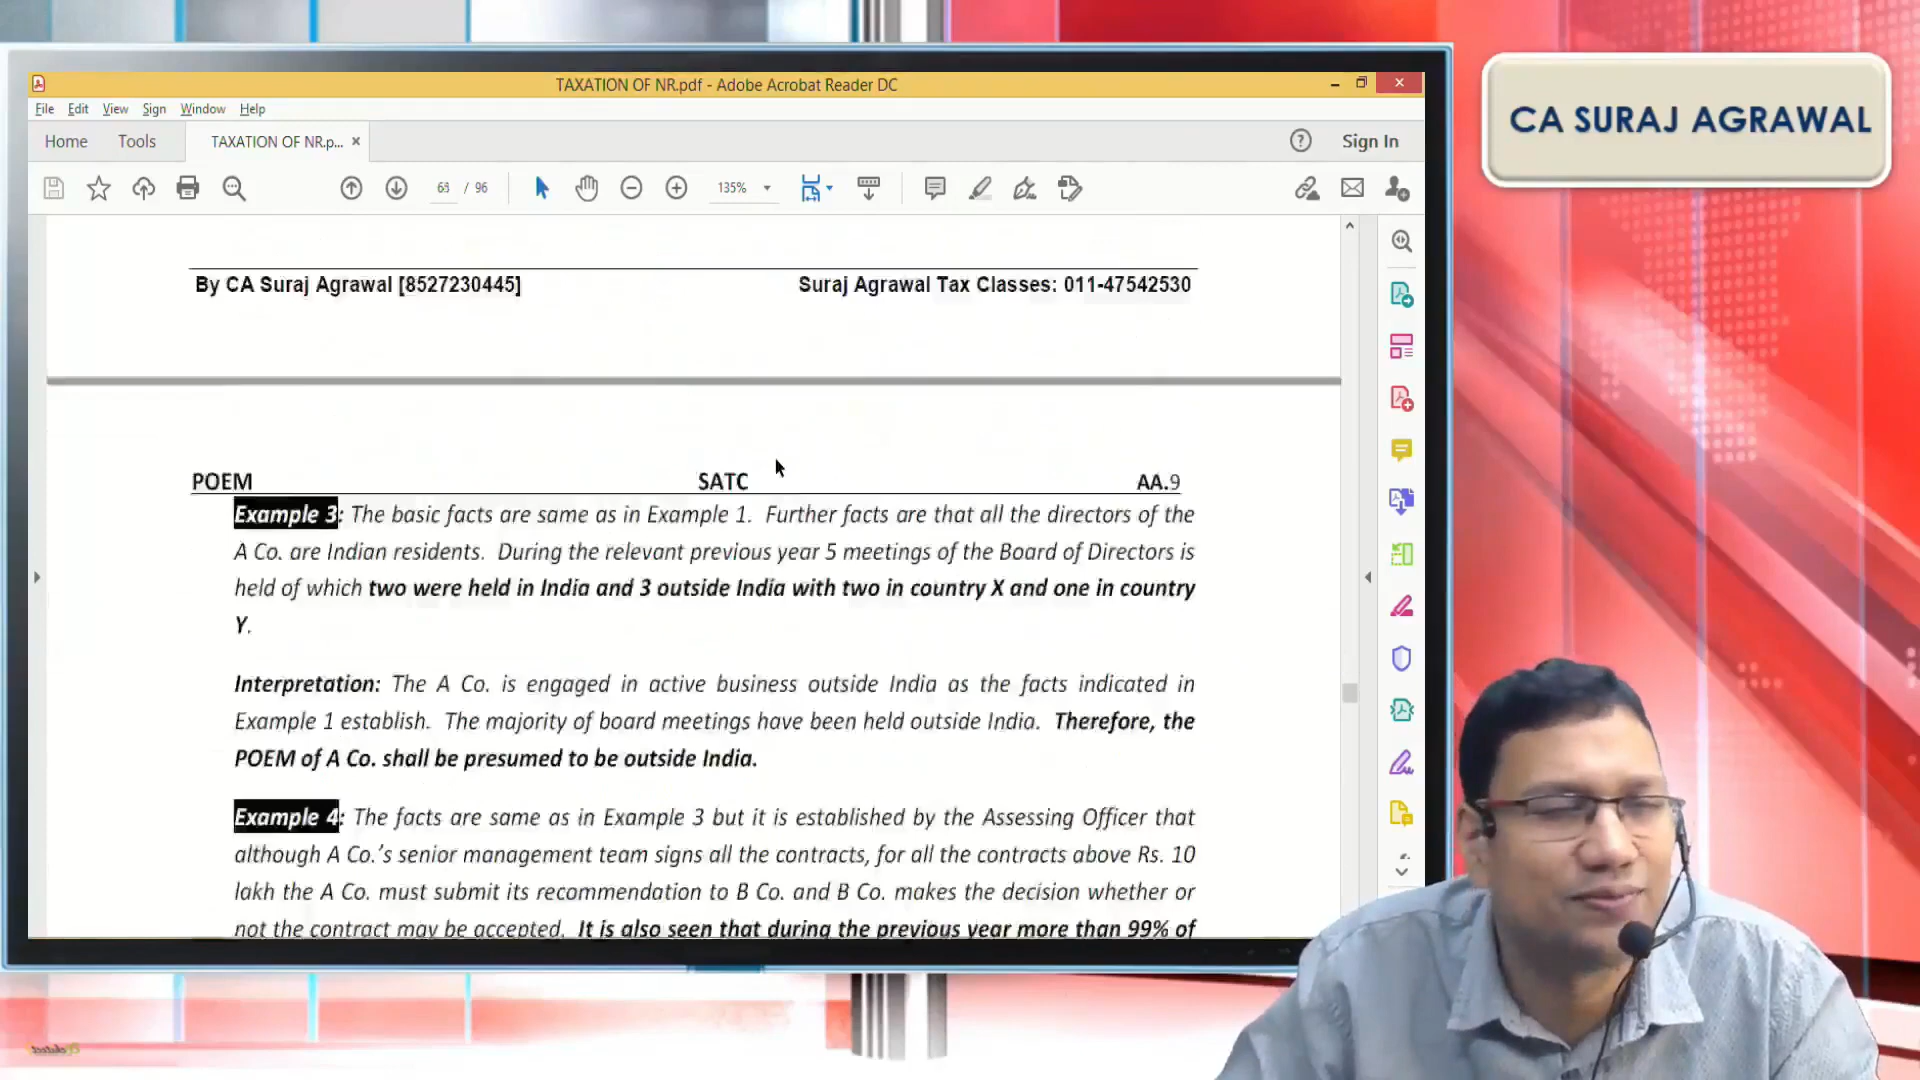 TAXATION OF NR.pdf - Adobe Acrobat Reader DC
CA SURAJ AGRAWAL
File Edit View Sign Window Help
Home Tools TAXATION OF NR.p... × Sign In
63 / 96 135%
By CA Suraj Agrawal [8527230445] Suraj Agrawal Tax Classes: 011-47542530
POEM SATC AA.9
Example 3: The basic facts are same as in Example 1. Further facts are that all the directors of the
A Co. are Indian residents. During the relevant previous year 5 meetings of the Board of Directors is
held of which two were held in India and 3 outside India with two in country X and one in country
Y.
Interpretation: The A Co. is engaged in active business outside India as the facts indicated in
Example 1 establish. The majority of board meetings have been held outside India. Therefore, the
POEM of A Co. shall be presumed to be outside India.
Example 4: The facts are same as in Example 3 but it is established by the Assessing Officer that
although A Co.'s senior management team signs all the contracts, for all the contracts above Rs. 10
lakh the A Co. must submit its recommendation to B Co. and B Co. makes the decision whether or
not the contract may be accepted. It is also seen that during the previous year more than 99% of